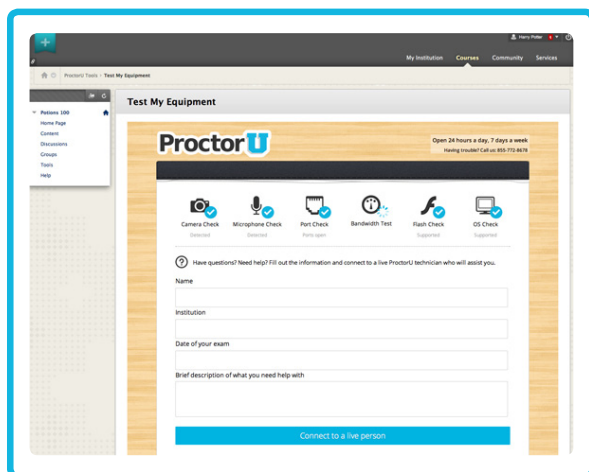 Harry Potter
My Institution Courses Community Services
ProctorU Tools > Test My Equipment
Potions 100
Home Page
Content
Discussions
Groups
Tools
Help
Test My Equipment
ProctorU
Open 24 hours a day, 7 days a week
Having trouble? Call us: 855-772-8678
Camera Check Microphone Check Port Check Bandwidth Test Flash Check OS Check
Detected Detected Ports open Supported Supported
? Have questions? Need help? Fill out the information and connect to a live ProctorU technician who will assist you.
Name
Institution
Date of your exam
Brief description of what you need help with
Connect to a live person